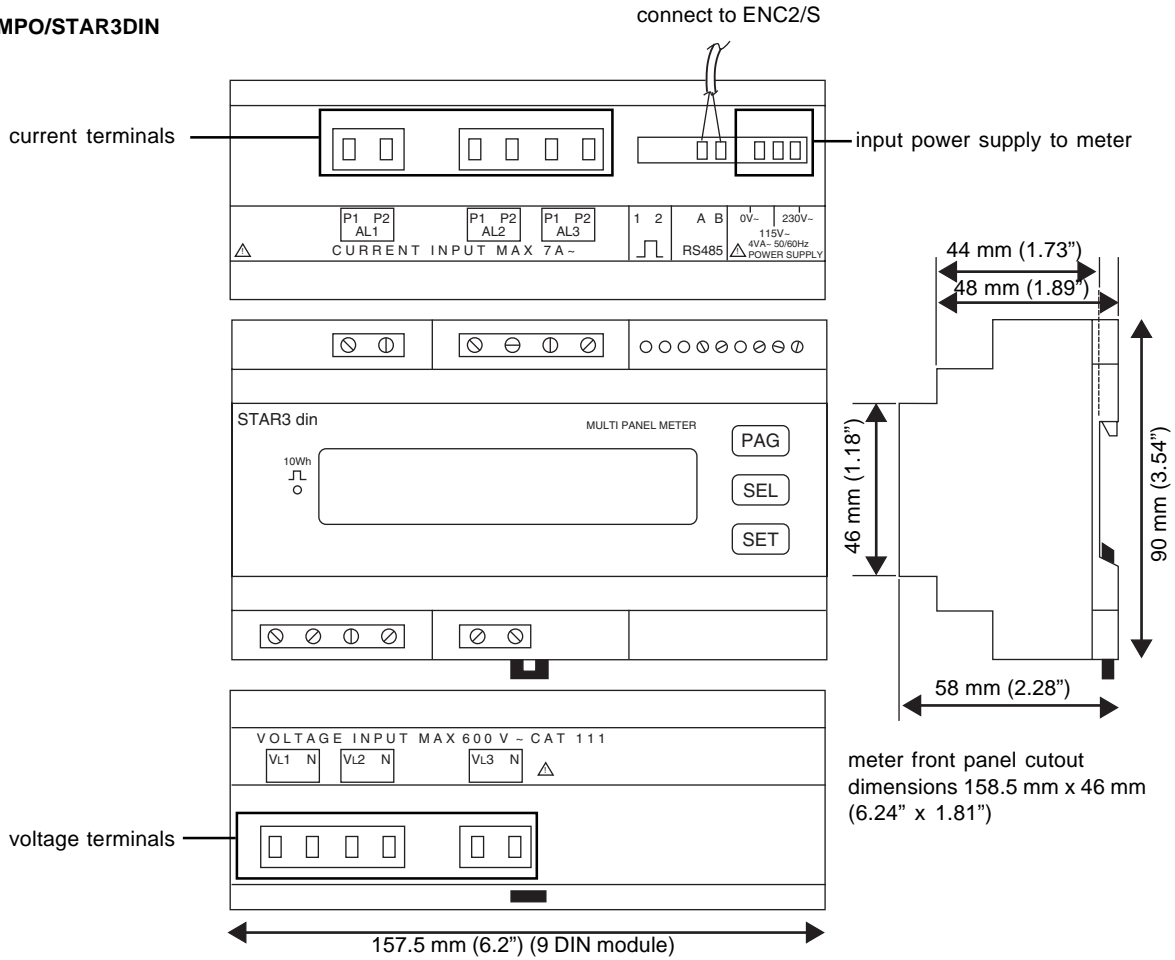 connect to ENC2/S
MPO/STAR3DIN
current terminals
input power supply to meter
P1 P2
AL1
P1 P2
AL2
P1 P2
AL3
CURRENT INPUT MAX 7A~
1 2
A B
RS485
0V~
230V~
115V~
4VA~ 50/60Hz
POWER SUPPLY
44 mm (1.73")
48 mm (1.89")
STAR3 din
MULTI PANEL METER
10Wh
PAG
SEL
SET
46 mm (1.18")
90 mm (3.54")
58 mm (2.28")
VOLTAGE INPUT MAX 600 V ~ CAT 111
VL1 N
VL2 N
VL3 N
voltage terminals
meter front panel cutout
dimensions 158.5 mm x 46 mm
(6.24" x 1.81")
157.5 mm (6.2") (9 DIN module)